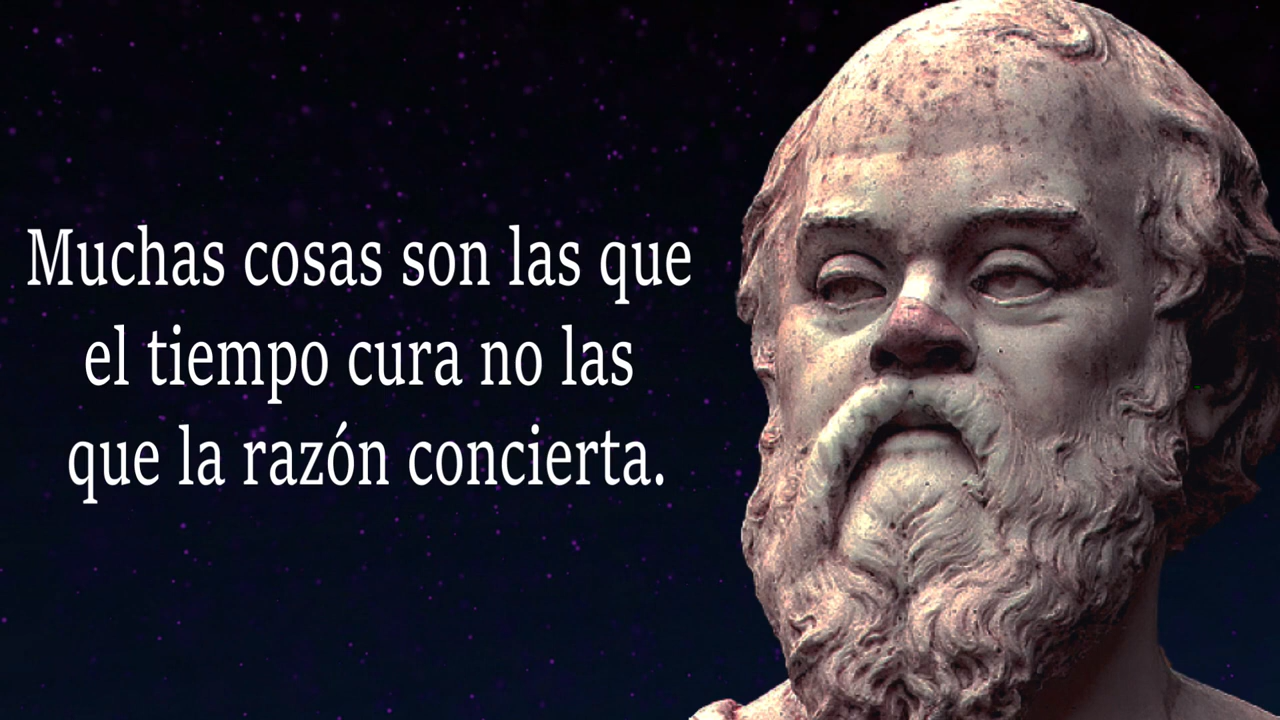 Muchas cosas son las que
el tiempo cura no las
que la razón concierta.